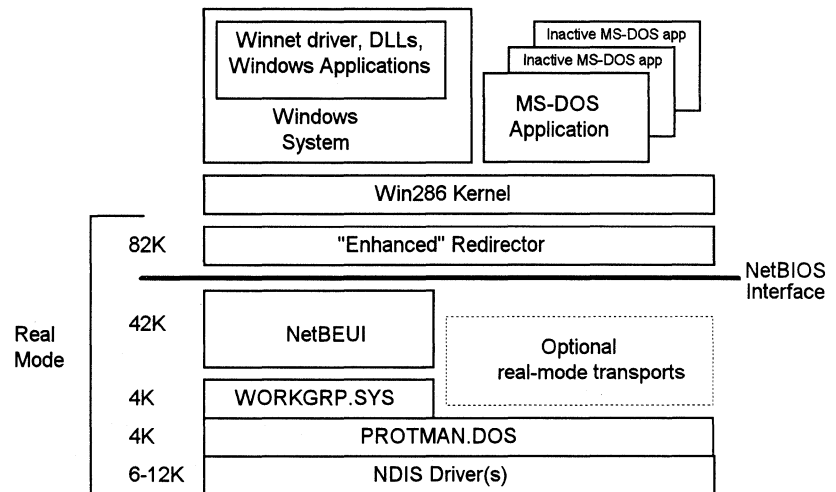 Winnet driver, DLLs,
Windows Applications
Windows
System
Inactive MS-DOS app
Inactive MS-DOS app
MS-DOS
Application
Win286 Kernel
82K
"Enhanced" Redirector
NetBIOS
Interface
Real
Mode
42K
NetBEUI
Optional
real-mode transports
4K
WORKGRP.SYS
4K
PROTMAN.DOS
6-12K
NDIS Driver(s)